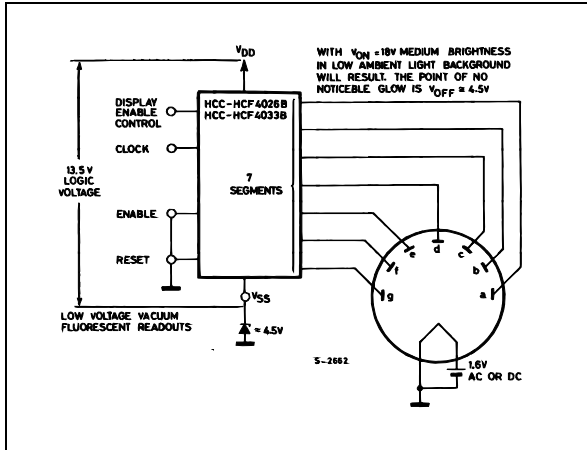 VDD
WITH VON = 18V MEDIUM BRIGHTNESS
IN LOW AMBIENT LIGHT BACKGROUND
WILL RESULT. THE POINT OF NO
NOTICEABLE GLOW IS VOFF ≈ 4.5V
DISPLAY
ENABLE
CONTROL
HCC-HCF4026B
HCC-HCF4033B
CLOCK
13.5 V
LOGIC
VOLTAGE
7
SEGMENTS
ENABLE
RESET
d
e
c
f
b
g
a
VSS
LOW VOLTAGE VACUUM
FLUORESCENT READOUTS
≈ 4.5V
S-2662
1.6V
AC OR DC